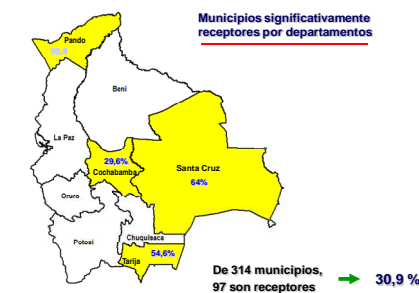 Municipios significativamente
receptores por departamentos
Pando
Beni
La Paz
29,6%
Cochabamba
Santa Cruz
64%
Oruro
Potosi
Chuquisaca
54,6%
Tarija
De 314 municipios,
97 son receptores
30,9 %